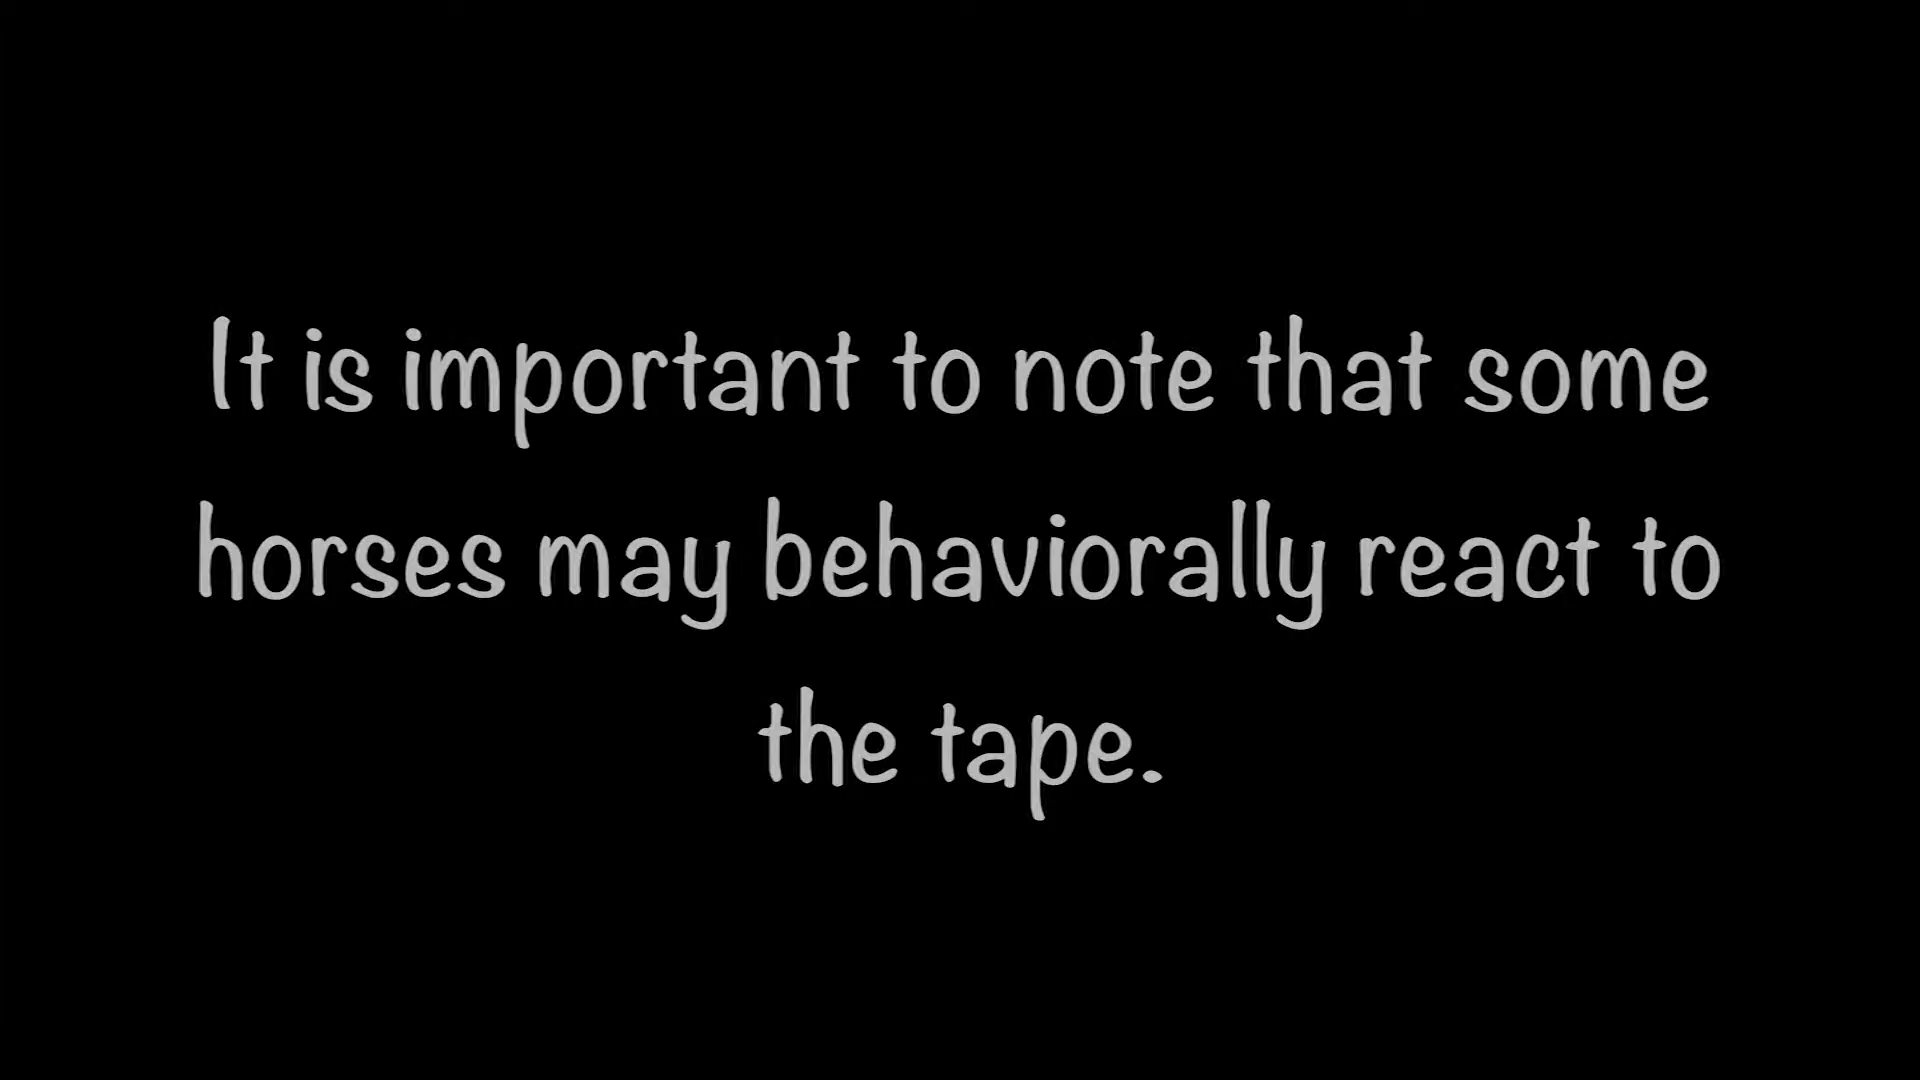 It is important to note that some
horses may behaviorally react to
the tape.